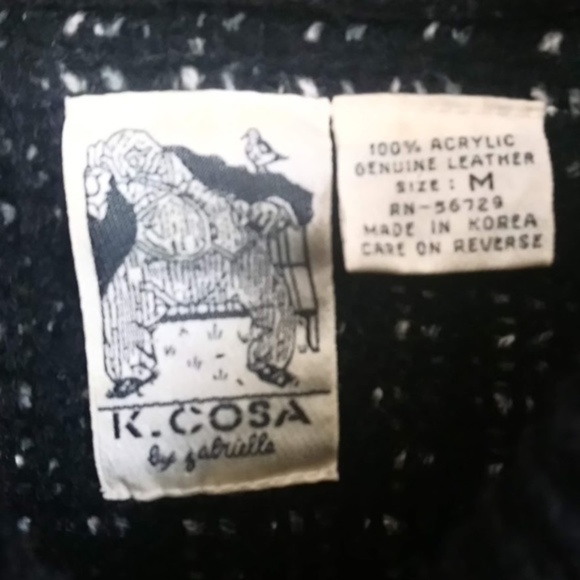 K.COSA
by gabrielle
100% ACRYLIC
GENUINE LEATHER
SIZE: M
RN-56729
MADE IN KOREA
CARE ON REVERSE